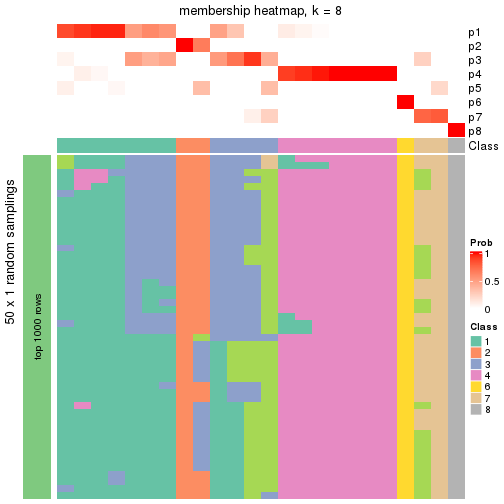 membership heatmap, k = 8
p1
p2
p3
p4
p5
p6
p7
p8
Class
50 x 1 random samplings
top 1000 rows
Prob
1
0.5
0
Class
1
2
3
4
6
7
8